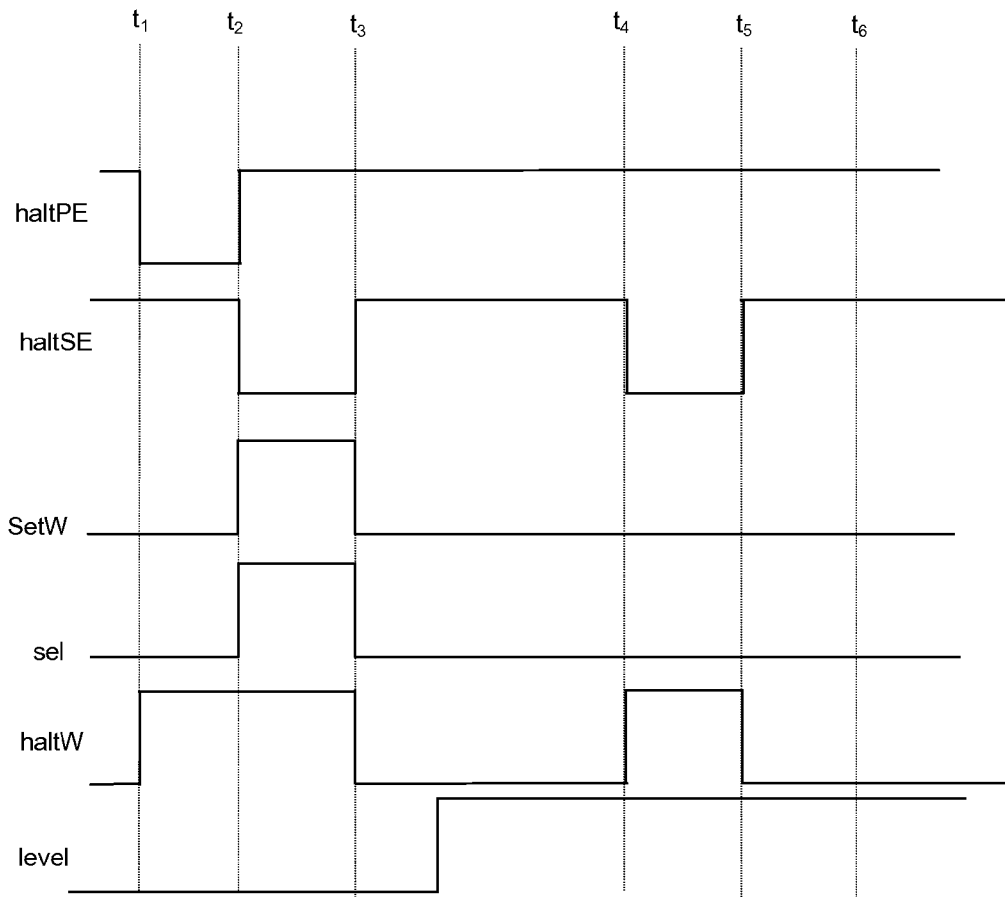 t₁ t₂ t₃ t₄ t₅ t₆
haltPE
haltSE
SetW
sel
haltW
level